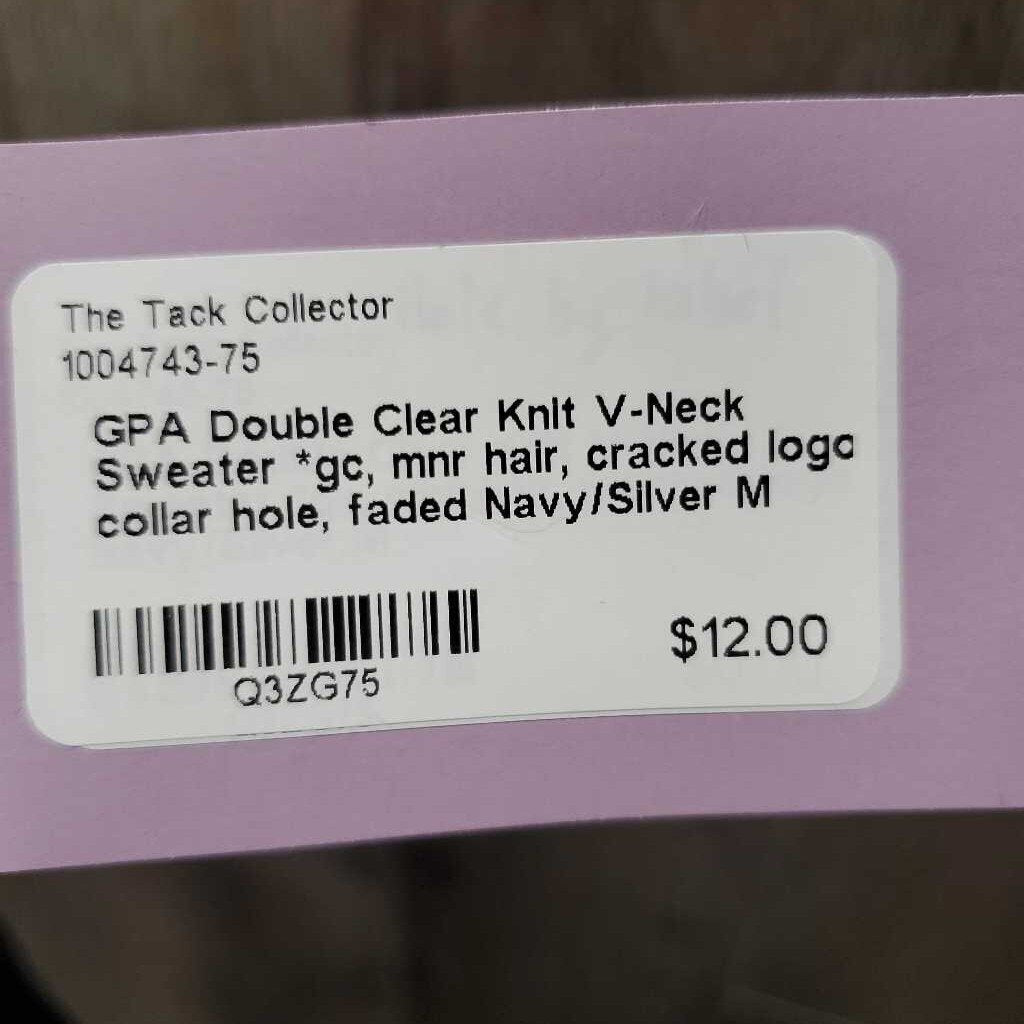 The Tack Collector
1004743-75
GPA Double Clear Knit V-Neck
Sweater *gc, mnr hair, cracked logo
collar hole, faded Navy/Silver M
Q3ZG75
$12.00